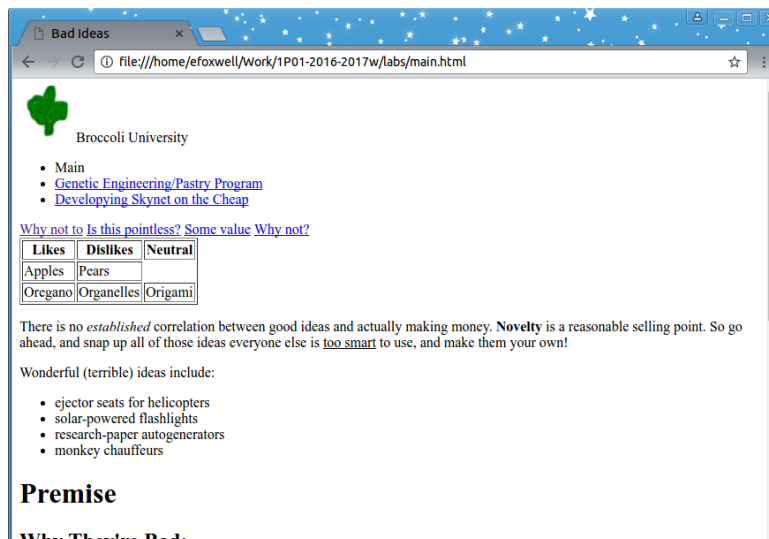 Bad Ideas
file:///home/efoxwell/Work/1P01-2016-2017w/labs/main.html
Broccoli University
Main
Genetic Engineering/Pastry Program
Developying Skynet on the Cheap
Why not to Is this pointless? Some value Why not?
Likes Dislikes Neutral
Apples Pears
Oregano Organelles Origami
There is no established correlation between good ideas and actually making money. Novelty is a reasonable selling point. So go
ahead, and snap up all of those ideas everyone else is too smart to use, and make them your own!
Wonderful (terrible) ideas include:
ejector seats for helicopters
solar-powered flashlights
research-paper autogenerators
monkey chauffeurs
Premise
Why They're Bad: